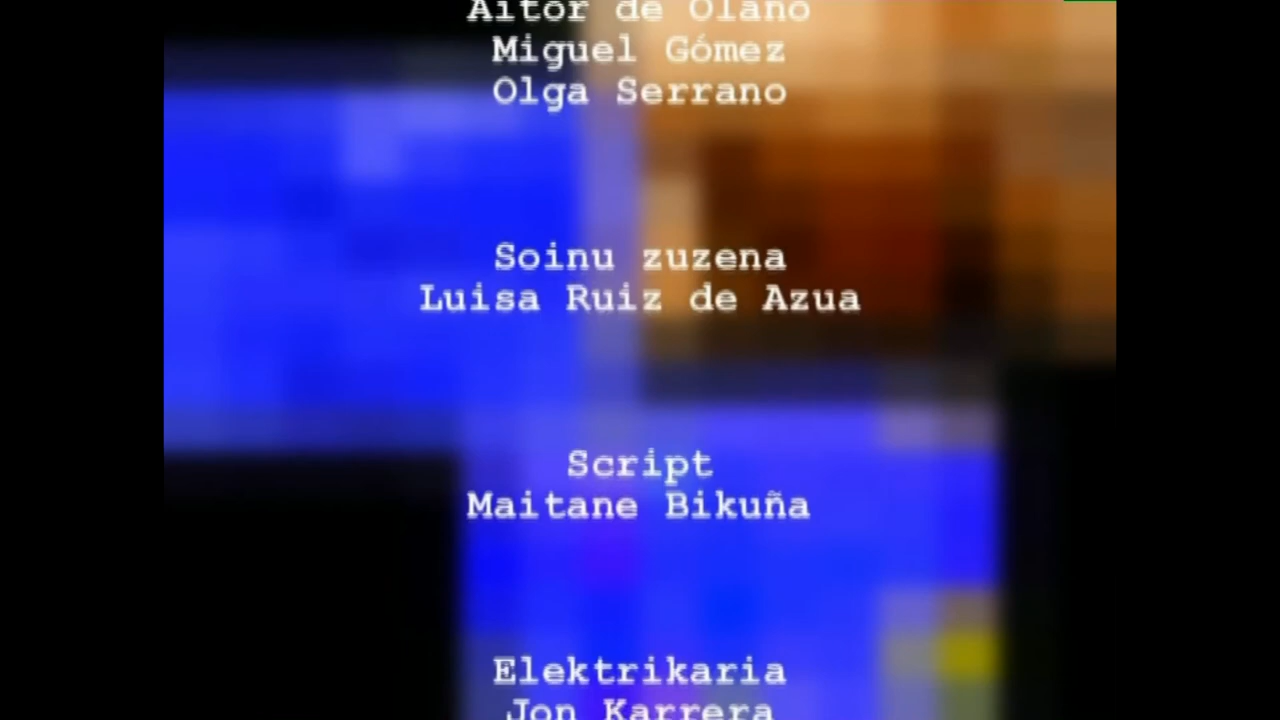 Aitor de Olano
Miguel Gómez
Olga Serrano
Soinu zuzena
Luisa Ruiz de Azua
Script
Maitane Bikuña
Elektrikaria
Jon Karrera